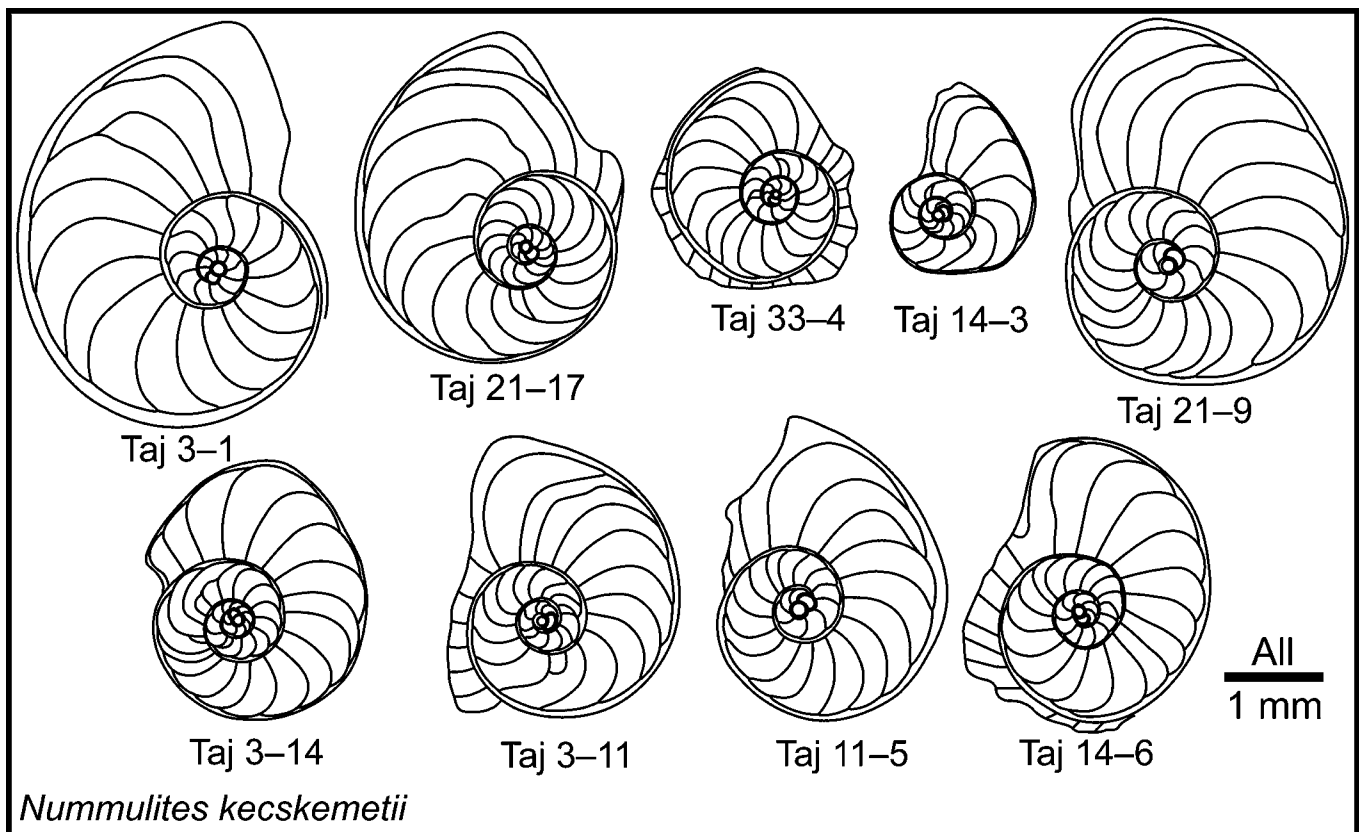 Taj 3–1
Taj 21–17
Taj 33–4
Taj 14–3
Taj 21–9
Taj 3–14
Taj 3–11
Taj 11–5
Taj 14–6
All
1 mm
Nummulites kecskemetii